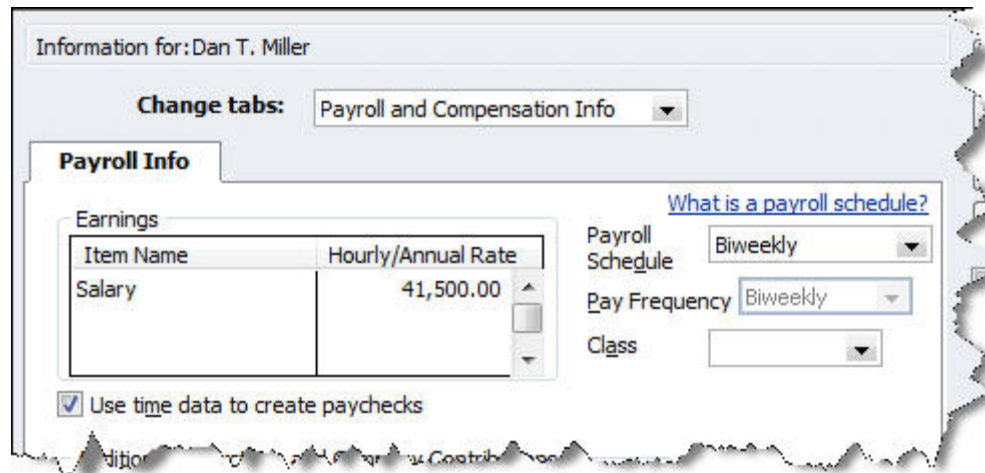 Information for:Dan T. Miller
Change tabs: Payroll and Compensation Info
Payroll Info
What is a payroll schedule?
Earnings
Item Name Hourly/Annual Rate
Salary 41,500.00
Payroll Schedule Biweekly
Pay Frequency Biweekly
Class
Use time data to create paychecks